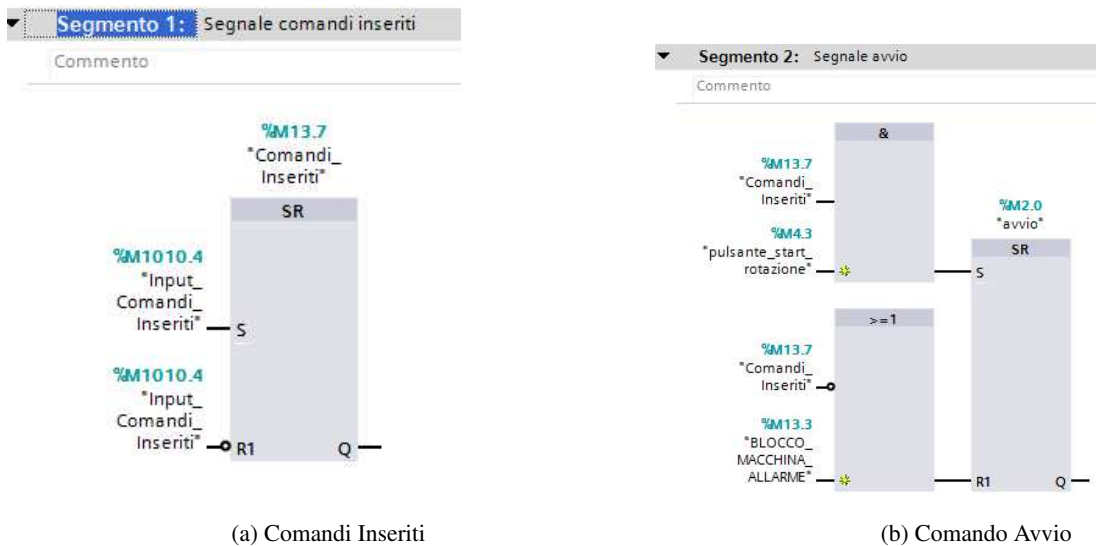 Segmento 1: Segnale comandi inseriti
Commento
%M13.7
"Comandi_
Inseriti"
SR
%M1010.4
"Input_
Comandi_
Inseriti"
S
%M1010.4
"Input_
Comandi_
Inseriti"
R1
Q
(a) Comandi Inseriti
Segmento 2: Segnale avvio
Commento
&
%M13.7
"Comandi_
Inseriti"
%M4.3
"pulsante_start_
rotazione"
%M2.0
"avvio"
SR
S
>=1
%M13.7
"Comandi_
Inseriti"
%M13.3
"BLOCCO_
MACCHINA_
ALLARME"
R1
Q
(b) Comando Avvio